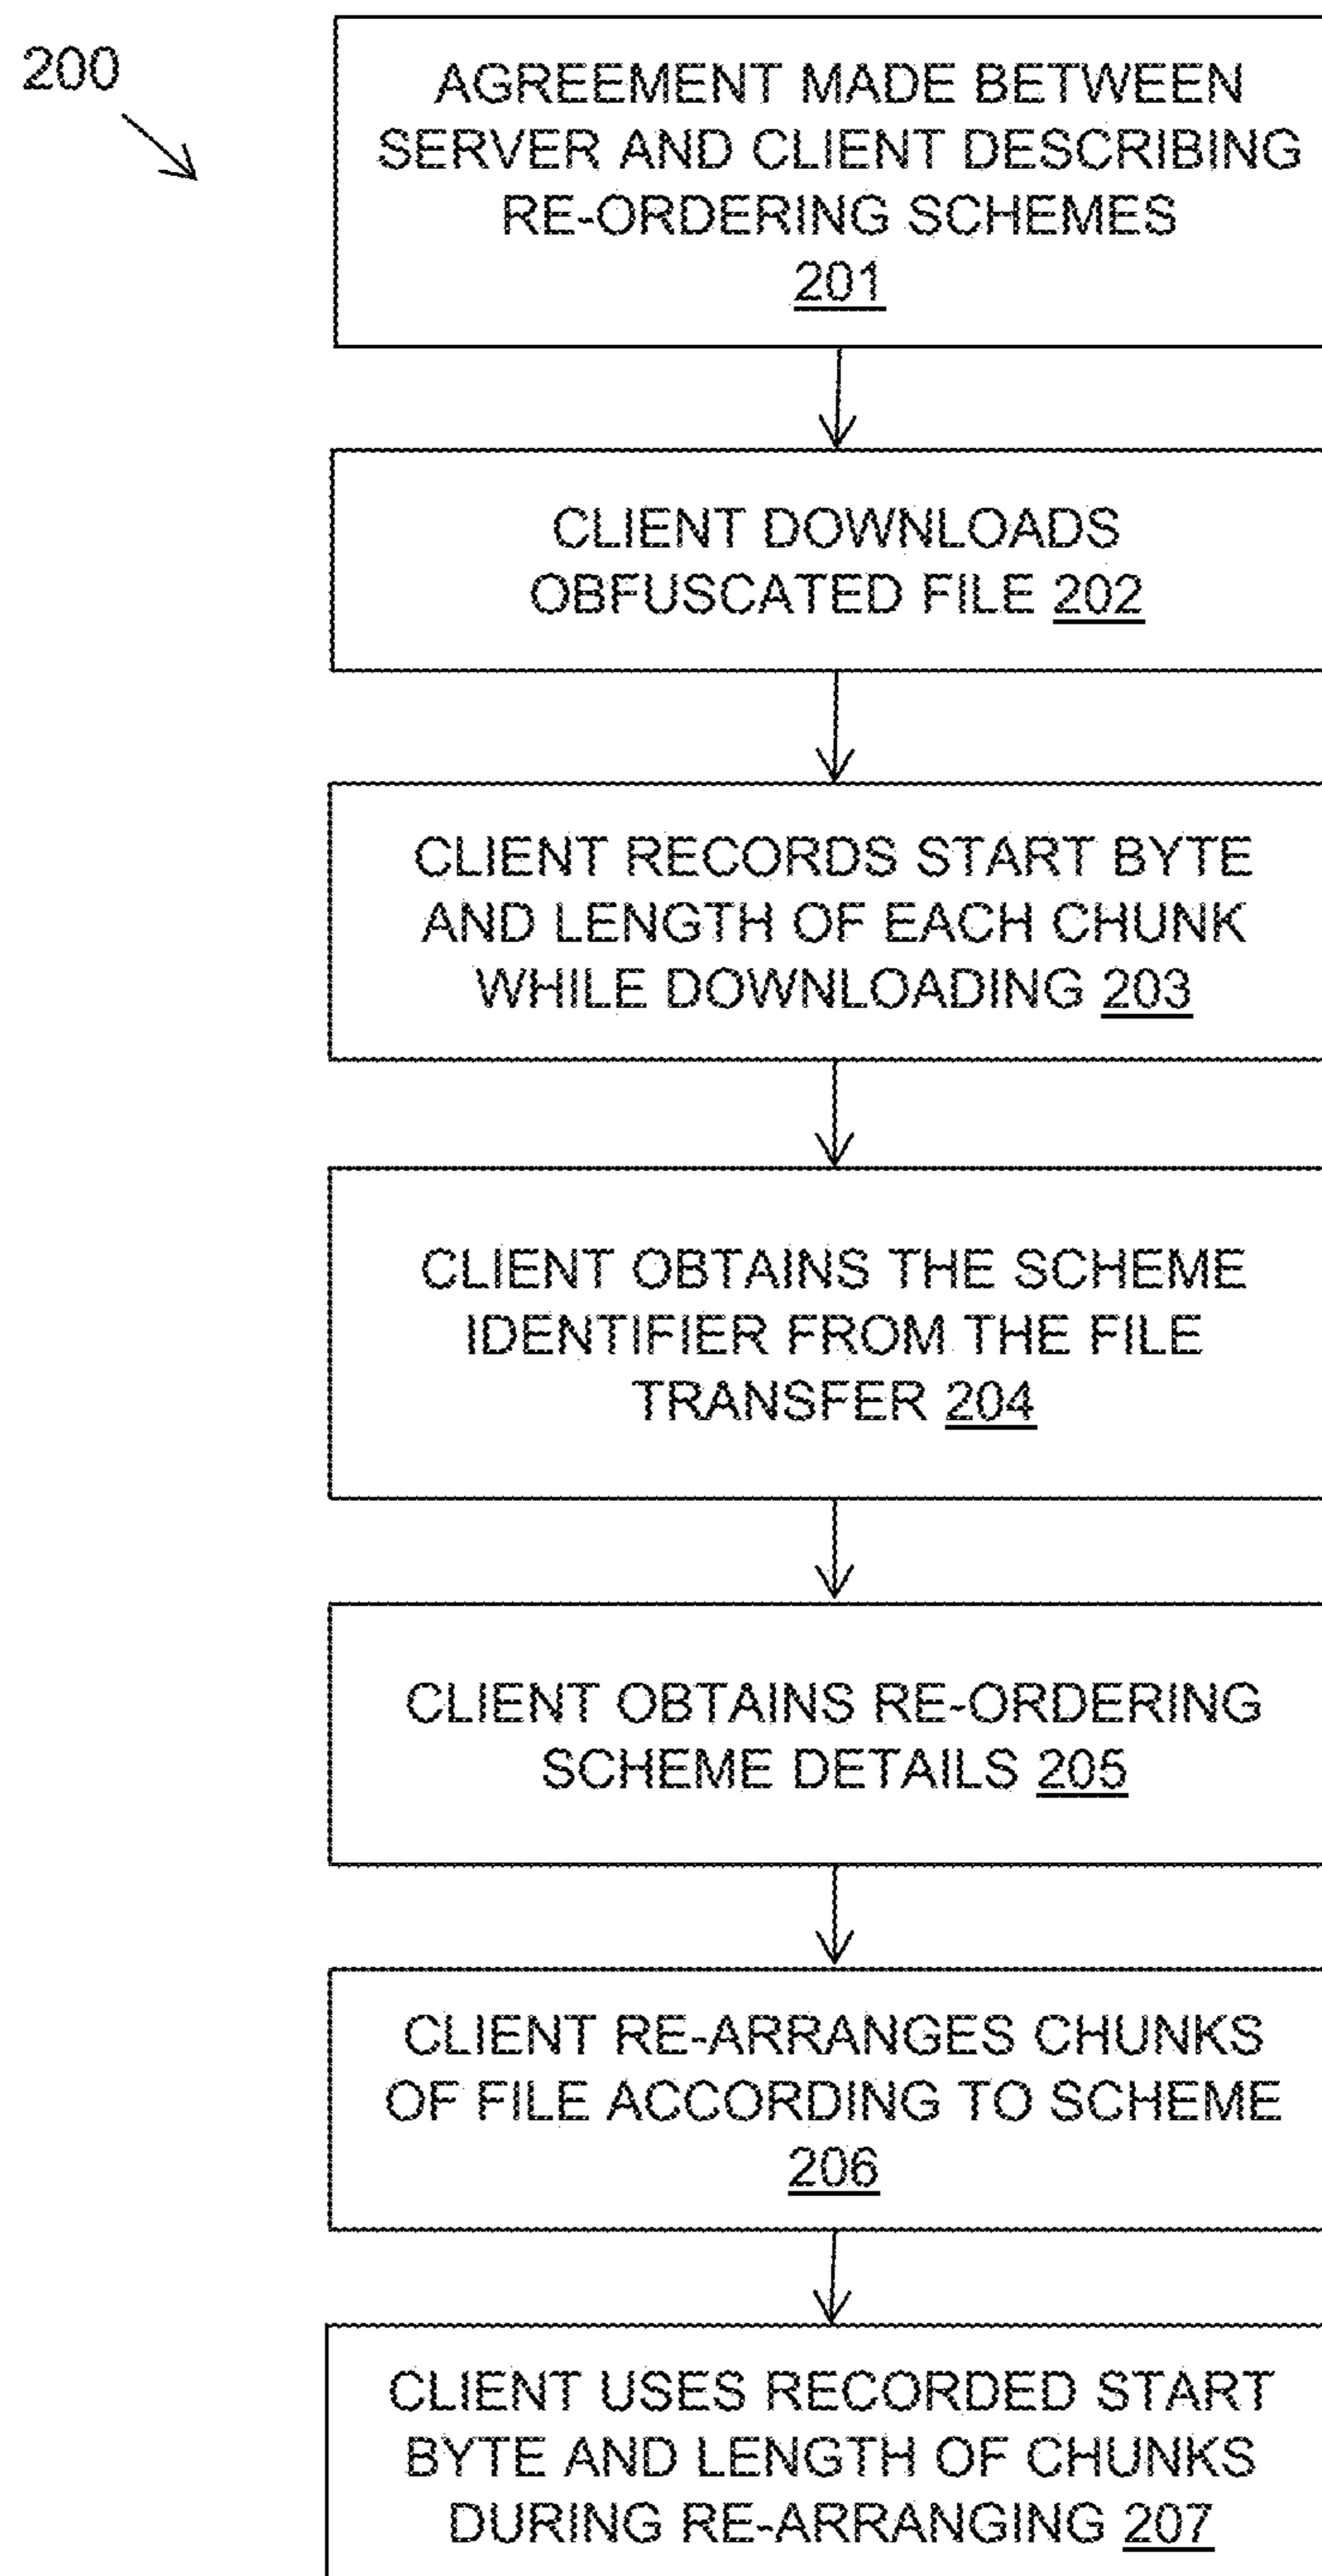 200
AGREEMENT MADE BETWEEN
SERVER AND CLIENT DESCRIBING
RE-ORDERING SCHEMES
201
CLIENT DOWNLOADS
OBFUSCATED FILE 202
CLIENT RECORDS START BYTE
AND LENGTH OF EACH CHUNK
WHILE DOWNLOADING 203
CLIENT OBTAINS THE SCHEME
IDENTIFIER FROM THE FILE
TRANSFER 204
CLIENT OBTAINS RE-ORDERING
SCHEME DETAILS 205
CLIENT RE-ARRANGES CHUNKS
OF FILE ACCORDING TO SCHEME
206
CLIENT USES RECORDED START
BYTE AND LENGTH OF CHUNKS
DURING RE-ARRANGING 207